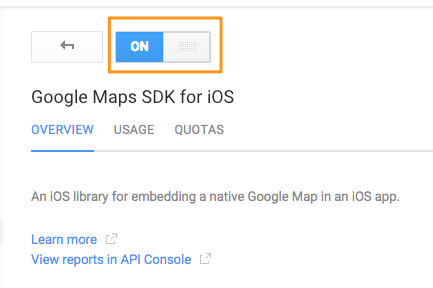 ON
Google Maps SDK for iOS
OVERVIEW USAGE QUOTAS
An iOS library for embedding a native Google Map in an iOS app.
Learn more
View reports in API Console